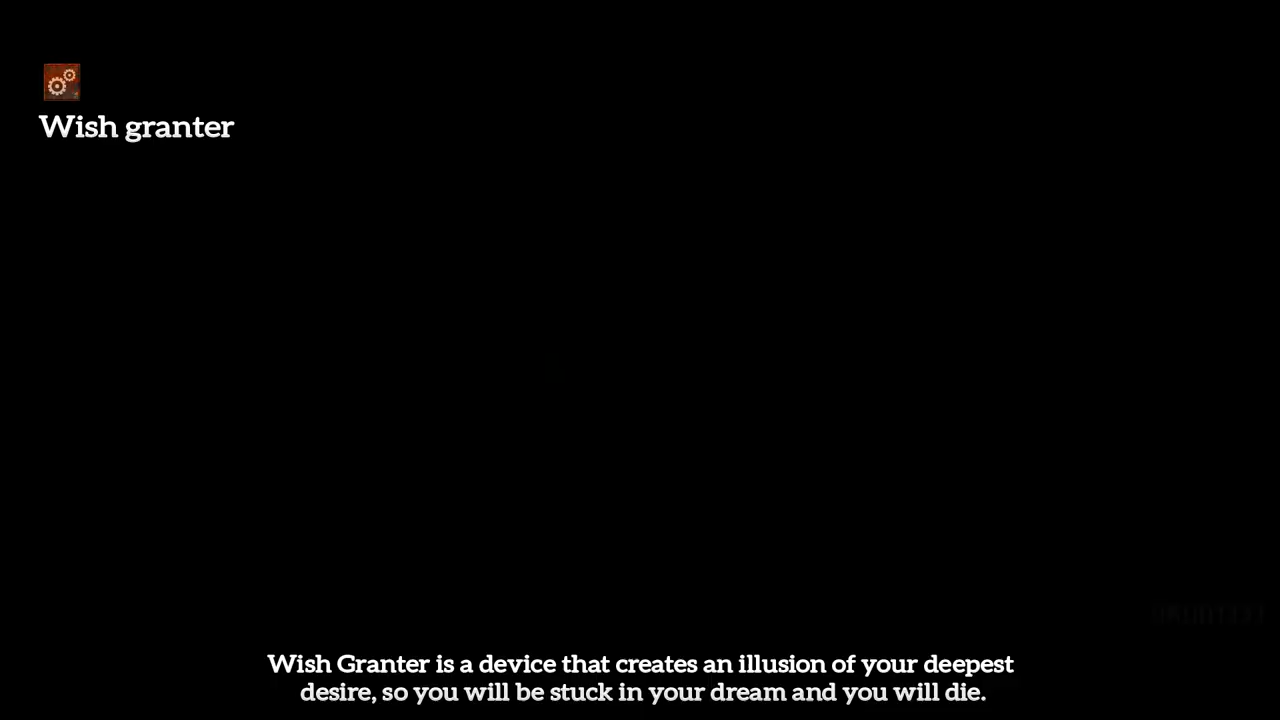 Wish granter
Wish Granter is a device that creates an illusion of your deepest
desire, so you will be stuck in your dream and you will die.